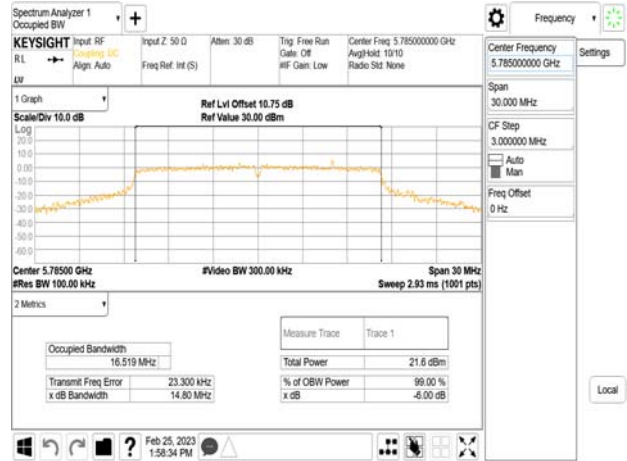 Spectrum Analyzer 1
Occupied BW
+
Frequency
KEYSIGHT
RL
Input: RF
Coupling: DC
Align: Auto
Input Z: 50 Ω
Freq Ref: Int (S)
Atten: 30 dB
Trig: Free Run
Gate: Off
#IF Gain: Low
Center Freq: 5.785000000 GHz
Avg|Hold: 10/10
Radio Std: None
Center Frequency
5.785000000 GHz
Settings
Span
30.000 MHz
CF Step
3.000000 MHz
Auto
Man
Freq Offset
0 Hz
1 Graph
Scale/Div 10.0 dB
Ref Lvl Offset 10.75 dB
Ref Value 30.00 dBm
Log
20.0
10.0
0.00
-10.0
-20.0
-30.0
-40.0
-50.0
-60.0
Center 5.78500 GHz
#Res BW 100.00 kHz
#Video BW 300.00 kHz
Span 30 MHz
Sweep 2.93 ms (1001 pts)
2 Metrics
Measure Trace
Trace 1
Occupied Bandwidth
16.519 MHz
Total Power
21.6 dBm
Transmit Freq Error
23.300 kHz
% of OBW Power
99.00 %
x dB Bandwidth
14.80 MHz
x dB
-6.00 dB
Local
?
Feb 25, 2023
1:58:34 PM